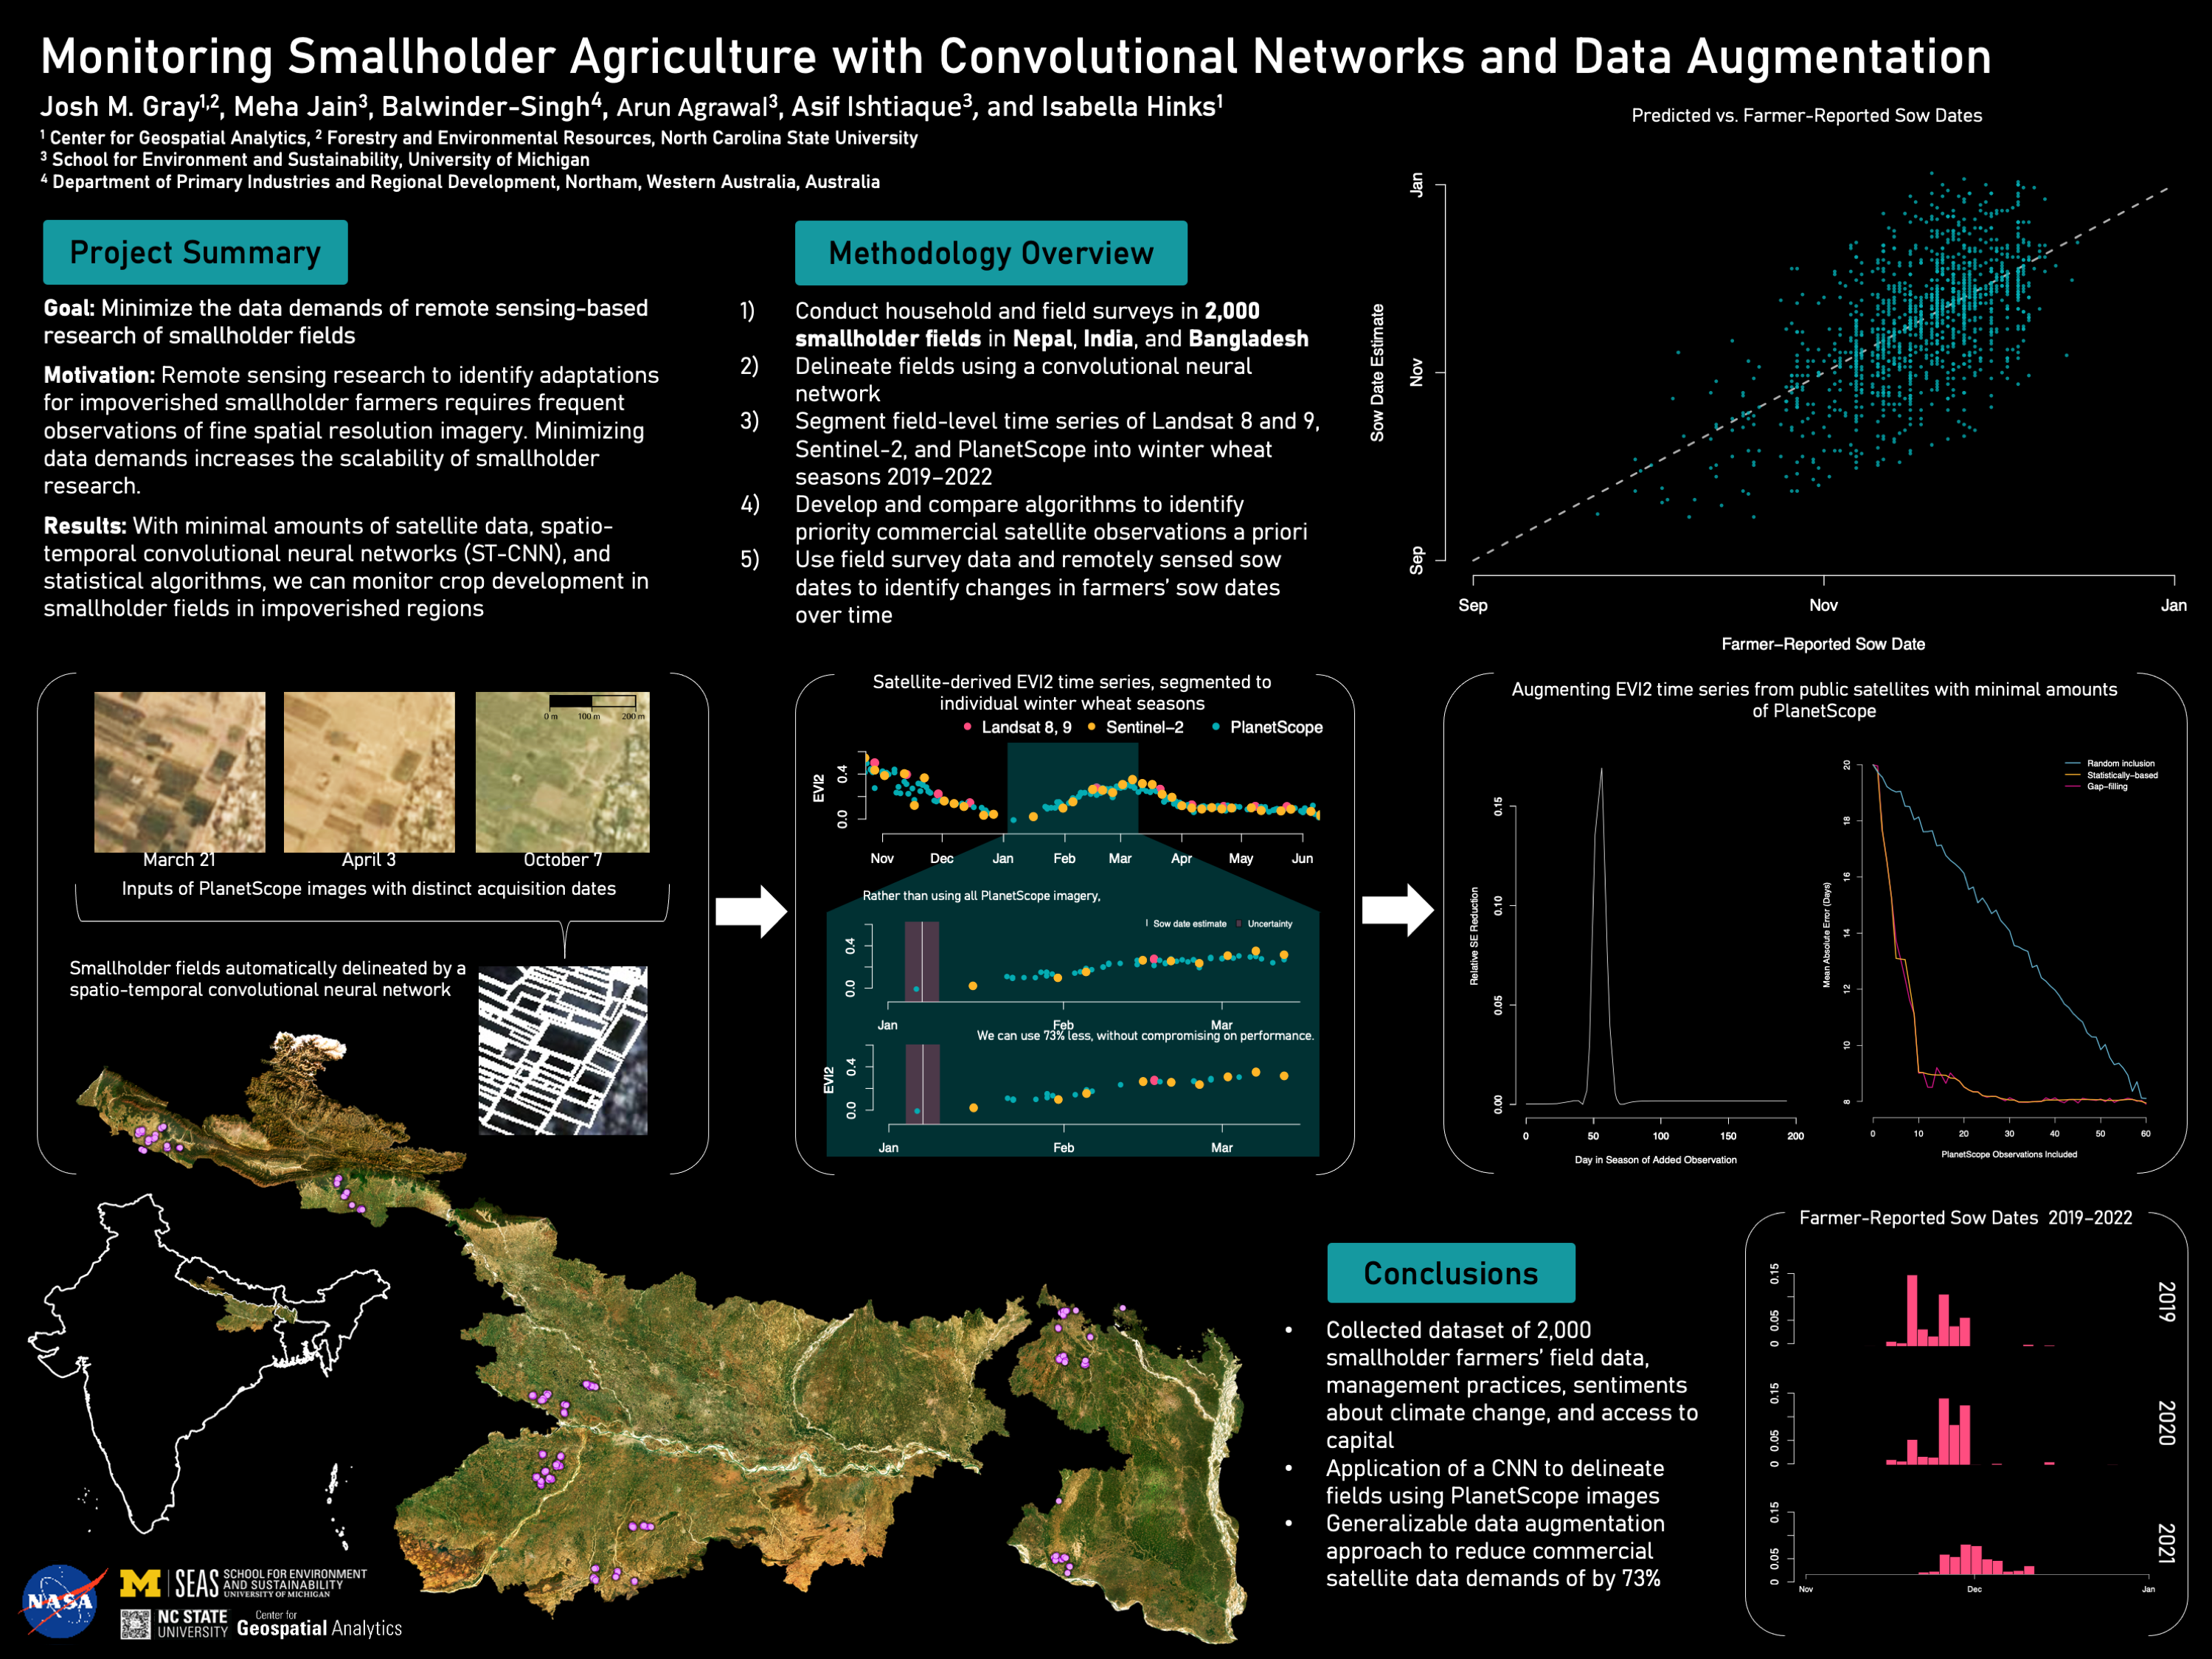 Monitoring Smallholder Agriculture with Convolutional Networks and Data Augmentation
Josh M. Gray1,2, Meha Jain3, Balwinder-Singh4, Arun Agrawal3, Asif Ishtiaque3, and Isabella Hinks1
1 Center for Geospatial Analytics, 2 Forestry and Environmental Resources, North Carolina State University
3 School for Environment and Sustainability, University of Michigan
4 Department of Primary Industries and Regional Development, Northam, Western Australia, Australia
Project Summary
Goal: Minimize the data demands of remote sensing-based
research of smallholder fields
Motivation: Remote sensing research to identify adaptations
for impoverished smallholder farmers requires frequent
observations of fine spatial resolution imagery. Minimizing
data demands increases the scalability of smallholder
research.
Results: With minimal amounts of satellite data, spatio-
temporal convolutional neural networks (ST-CNN), and
statistical algorithms, we can monitor crop development in
smallholder fields in impoverished regions
Methodology Overview
1) Conduct household and field surveys in 2,000
smallholder fields in Nepal, India, and Bangladesh
2) Delineate fields using a convolutional neural
network
3) Segment field-level time series of Landsat 8 and 9,
Sentinel-2, and PlanetScope into winter wheat
seasons 2019–2022
4) Develop and compare algorithms to identify
priority commercial satellite observations a priori
5) Use field survey data and remotely sensed sow
dates to identify changes in farmers' sow dates
over time
Predicted vs. Farmer-Reported Sow Dates
Sow Date Estimate
Jan
Nov
Sep
Sep Nov Jan
Farmer–Reported Sow Date
0 m 100 m 200 m
March 21 April 3 October 7
Inputs of PlanetScope images with distinct acquisition dates
Smallholder fields automatically delineated by a
spatio-temporal convolutional neural network
Satellite-derived EVI2 time series, segmented to
individual winter wheat seasons
Landsat 8, 9 Sentinel–2 PlanetScope
EVI2
0.4
0.0
Nov Dec Jan Feb Mar Apr May Jun
Rather than using all PlanetScope imagery,
Sow date estimate Uncertainty
0.4
0.0
Jan Feb Mar
We can use 73% less, without compromising on performance.
EVI2
0.4
0.0
Jan Feb Mar
Augmenting EVI2 time series from public satellites with minimal amounts
of PlanetScope
Relative SE Reduction
0.15
0.10
0.05
0.00
0 50 100 150 200
Day in Season of Added Observation
Random inclusion
Statistically-based
Gap-filling
Mean Absolute Error (Days)
20
18
16
14
12
10
8
0 10 20 30 40 50 60
PlanetScope Observations Included
Conclusions
• Collected dataset of 2,000
smallholder farmers' field data,
management practices, sentiments
about climate change, and access to
capital
• Application of a CNN to delineate
fields using PlanetScope images
• Generalizable data augmentation
approach to reduce commercial
satellite data demands of by 73%
Farmer-Reported Sow Dates 2019–2022
0.15
0.05
0
2019
0.15
0.05
0
2020
0.15
0.05
0
2021
Nov Dec Jan
NASA
M SEAS SCHOOL FOR ENVIRONMENT
AND SUSTAINABILITY
UNIVERSITY OF MICHIGAN
NC STATE
UNIVERSITY
Center for
Geospatial Analytics